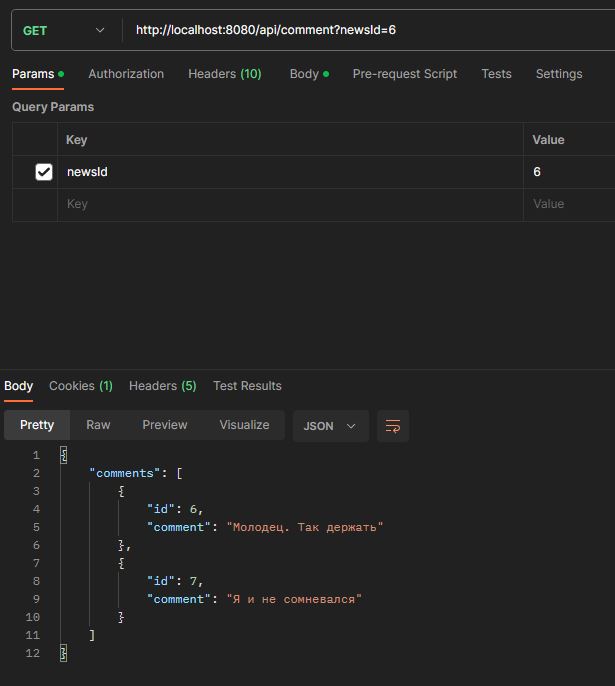 GET http://localhost:8080/api/comment?newsId=6
Params Authorization Headers (10) Body Pre-request Script Tests Settings
Query Params
Key Value
newsId 6
Key Value
Body Cookies (1) Headers (5) Test Results
Pretty Raw Preview Visualize JSON
1 {
2 "comments": [
3 {
4 "id": 6,
5 "comment": "Молодец. Так держать"
6 },
7 {
8 "id": 7,
9 "comment": "Я и не сомневался"
10 }
11 ]
12 }